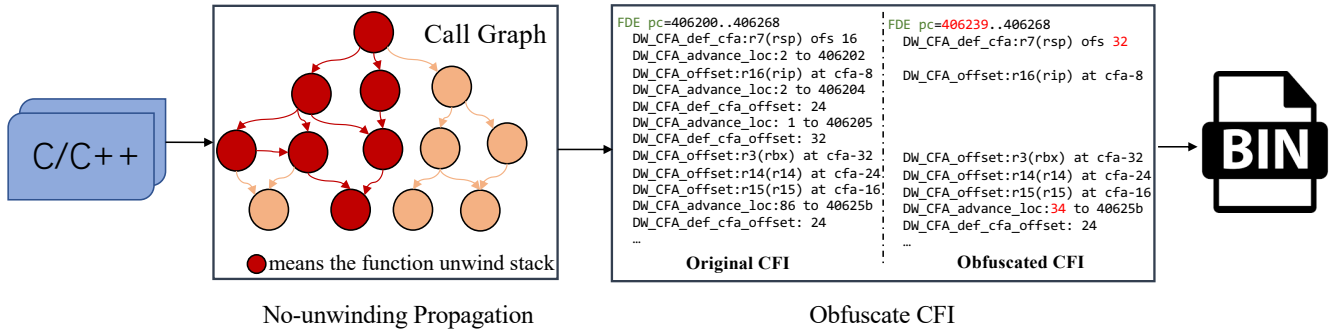 C/C++
Call Graph
means the function unwind stack
No-unwinding Propagation
FDE pc=406200..406268
DW_CFA_def_cfa:r7(rsp) ofs 16
DW_CFA_advance_loc:2 to 406202
DW_CFA_offset:r16(rip) at cfa-8
DW_CFA_advance_loc:2 to 406204
DW_CFA_def_cfa_offset: 24
DW_CFA_advance_loc: 1 to 406205
DW_CFA_def_cfa_offset: 32
DW_CFA_offset:r3(rbx) at cfa-32
DW_CFA_offset:r14(r14) at cfa-24
DW_CFA_offset:r15(r15) at cfa-16
DW_CFA_advance_loc:86 to 40625b
DW_CFA_def_cfa_offset: 24
…
Original CFI
FDE pc=406239..406268
DW_CFA_def_cfa:r7(rsp) ofs 32
DW_CFA_offset:r16(rip) at cfa-8
DW_CFA_offset:r3(rbx) at cfa-32
DW_CFA_offset:r14(r14) at cfa-24
DW_CFA_offset:r15(r15) at cfa-16
DW_CFA_advance_loc:34 to 40625b
DW_CFA_def_cfa_offset: 24
…
Obfuscated CFI
Obfuscate CFI
BIN